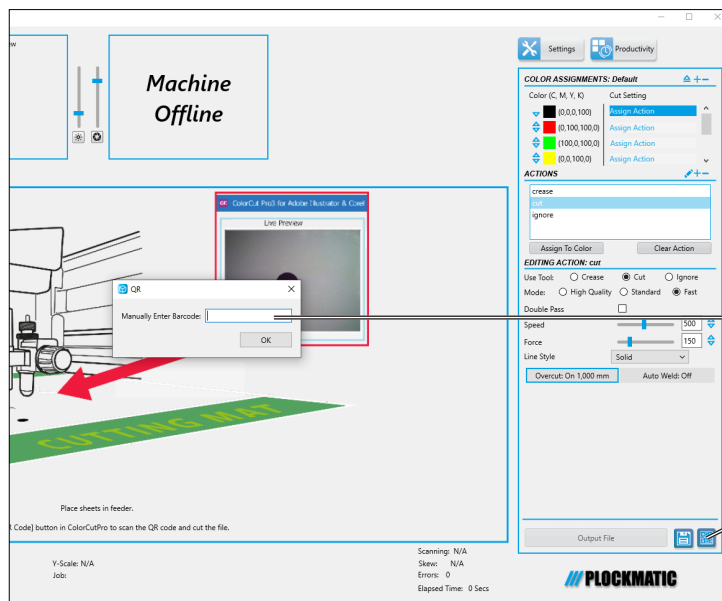 ew
Machine
Offline
Settings
Productivity
COLOR ASSIGNMENTS: Default
Color (C, M, Y, K) Cut Setting
(0,0,0,100) Assign Action
(0,100,100,0) Assign Action
(100,0,100,0) Assign Action
(0,0,100,0) Assign Action
ACTIONS
crease
cut
ignore
Assign To Color Clear Action
EDITING ACTION: cut
Use Tool: Crease Cut Ignore
Mode: High Quality Standard Fast
Double Pass
Speed 500
Force 150
Line Style Solid
Overcut: On 1,000 mm Auto Weld: Off
Output File
ColorCut Pro3 for Adobe Illustrator & Corel
Live Preview
QR
Manually Enter Barcode:
OK
CUTTING MAT
Place sheets in feeder.
R Code] button in ColorCutPro to scan the QR code and cut the file.
Y-Scale: N/A
Job:
Scanning: N/A
Skew: N/A
Errors: 0
Elapsed Time: 0 Secs
PLOCKMATIC